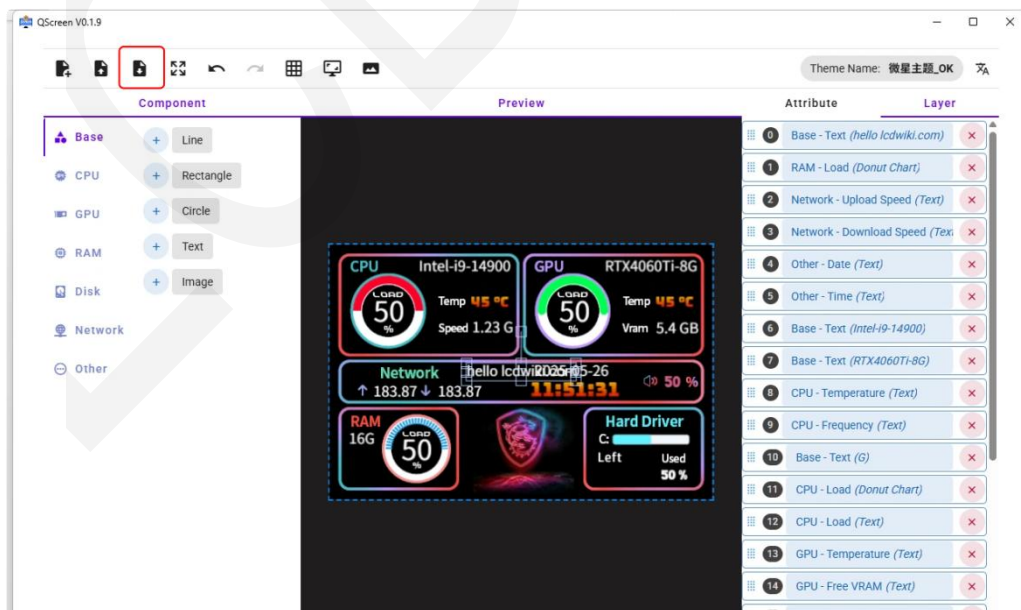 QScreen V0.1.9
Theme Name: 微星主题_OK
Component
Preview
Attribute
Layer
Base
CPU
GPU
RAM
Disk
Network
Other
+ Line
+ Rectangle
+ Circle
+ Text
+ Image
CPU Intel-i9-14900
LOAD
50
%
Temp 45 °C
Speed 1.23 G
GPU RTX4060Ti-8G
LOAD
50
%
Temp 45 °C
Vram 5.4 GB
Network
↑ 183.87 ↓ 183.87
hello lcdwiki.com
2025-05-26
11:51:31
50 %
RAM
16G
LOAD
50
%
Hard Driver
C:
Left Used
50 %
0 Base - Text (hello lcdwiki.com)
1 RAM - Load (Donut Chart)
2 Network - Upload Speed (Text)
3 Network - Download Speed (Tex
4 Other - Date (Text)
5 Other - Time (Text)
6 Base - Text (Intel-i9-14900)
7 Base - Text (RTX4060Ti-8G)
8 CPU - Temperature (Text)
9 CPU - Frequency (Text)
10 Base - Text (G)
11 CPU - Load (Donut Chart)
12 CPU - Load (Text)
13 GPU - Temperature (Text)
14 GPU - Free VRAM (Text)